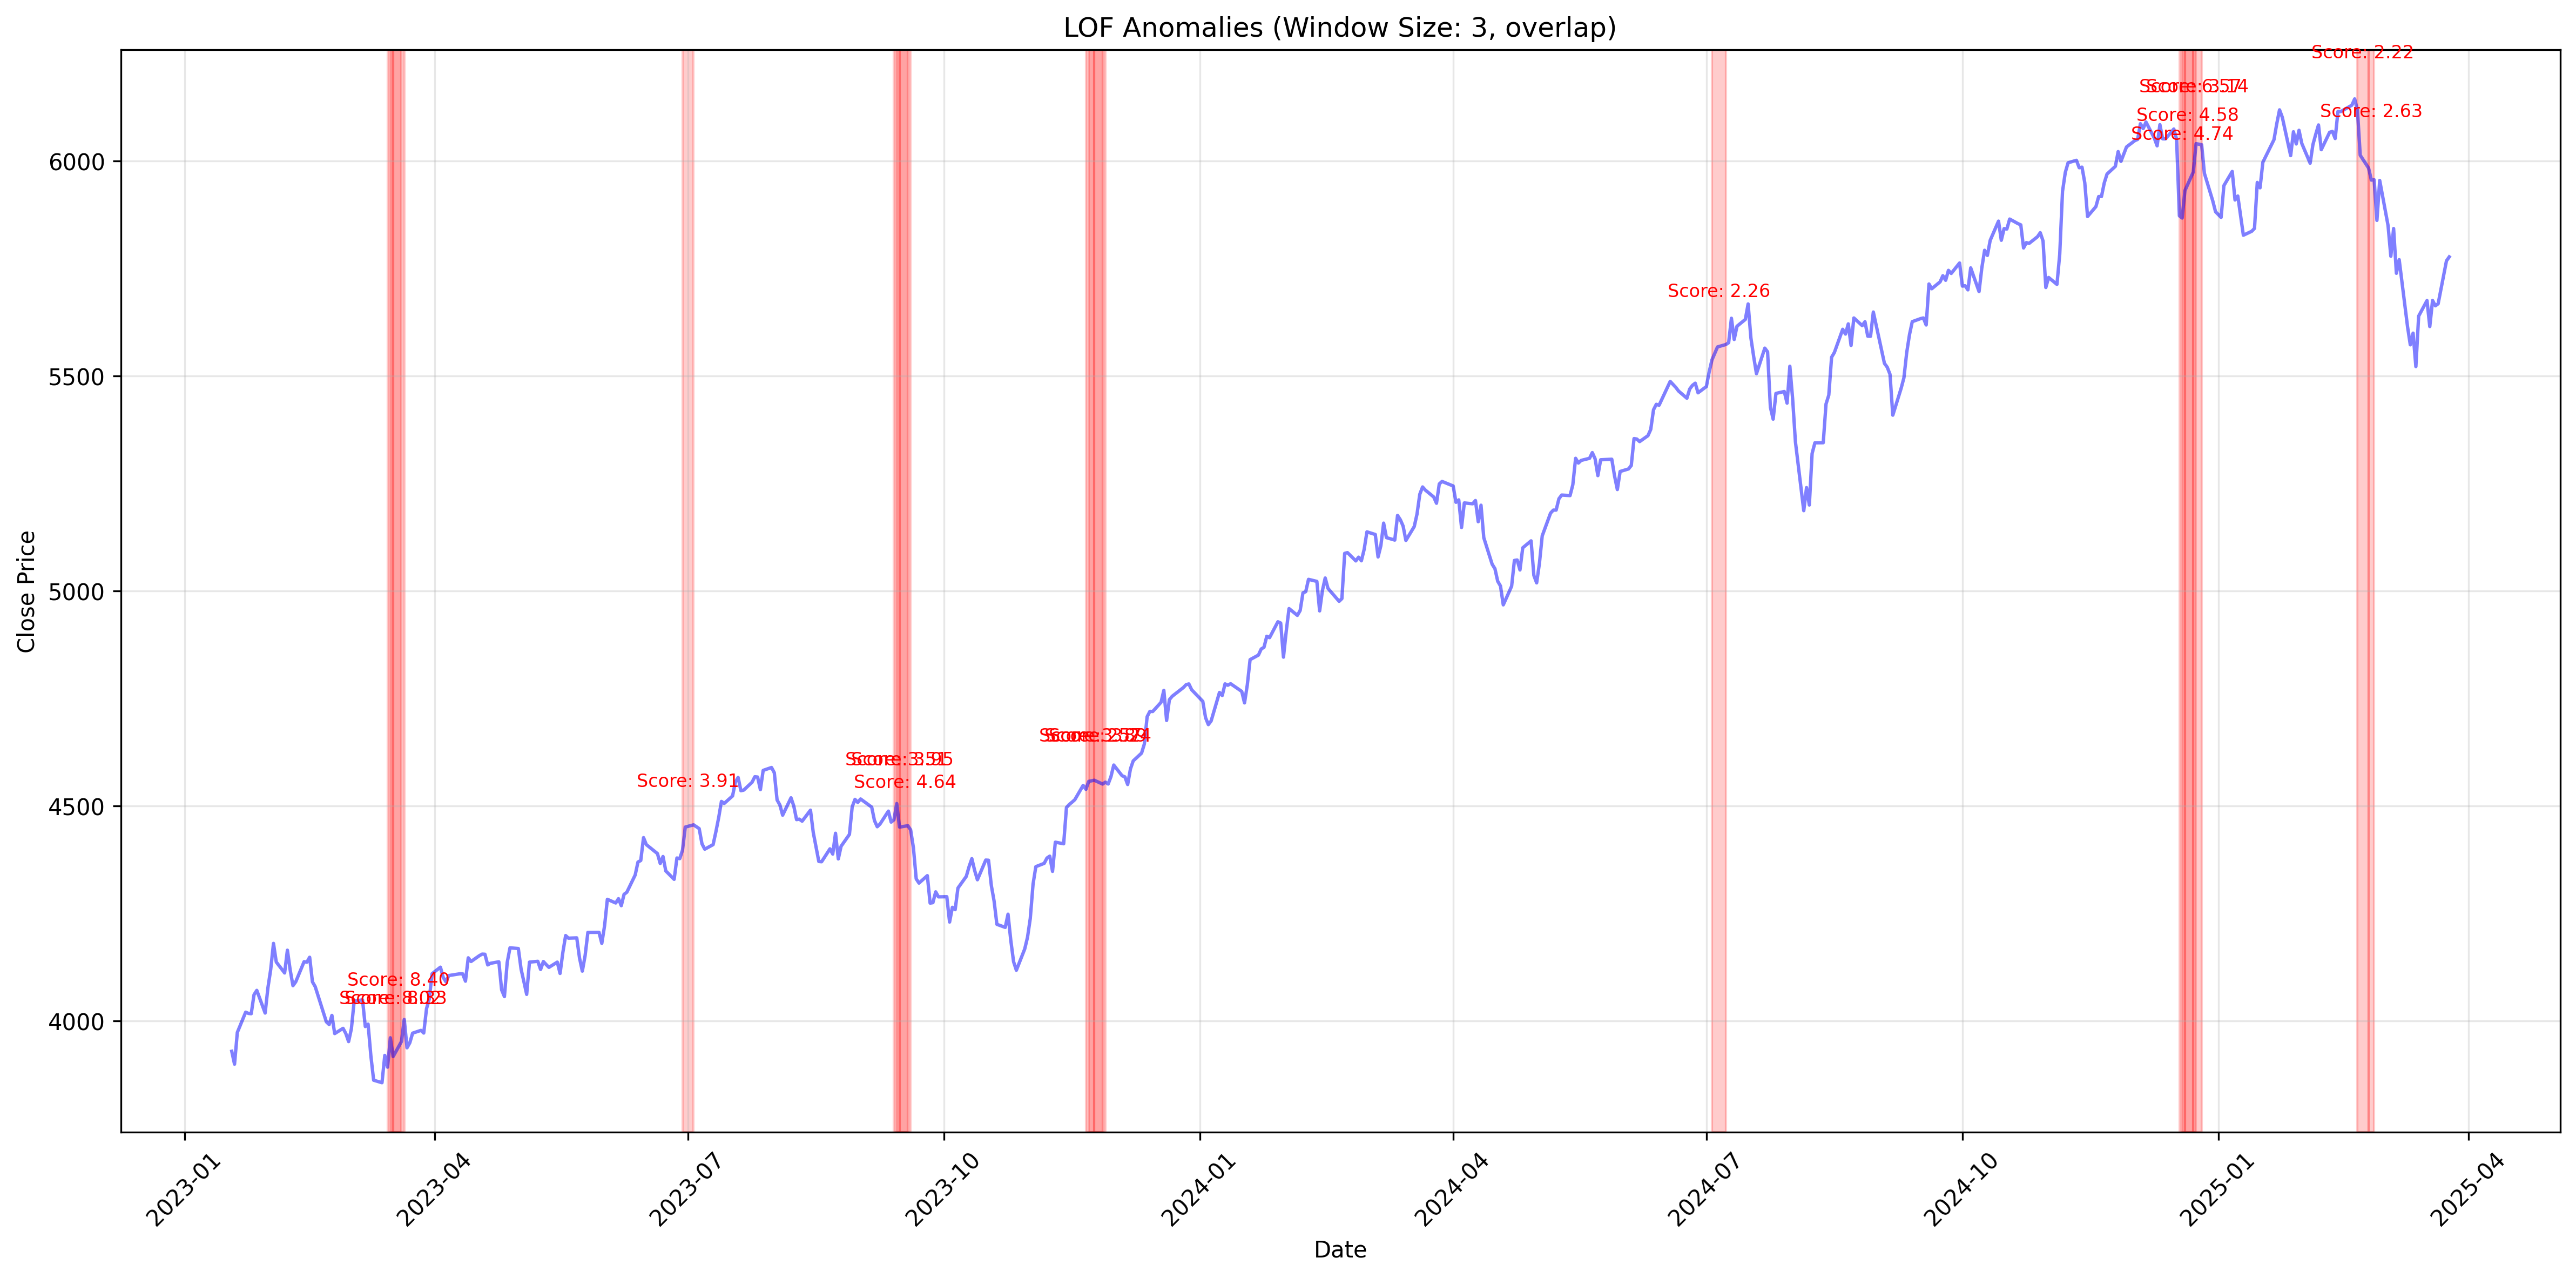 LOF Anomalies (Window Size: 3, overlap)
Score: 2.22
Score: 4.58
Score: 2.63
Score: 4.74
6000
Score: 2.26
5500
5000
Close Price
Score: 3.91
Score: 4.64
4500
Score: 8.40
4000
2023-01
2023-04
2023-07
2023-10
2024-01
2024-04
2024-07
2024-10
2025-01
2025-04
Date